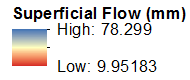 Superficial Flow (mm)
High: 78.299
Low: 9.95183